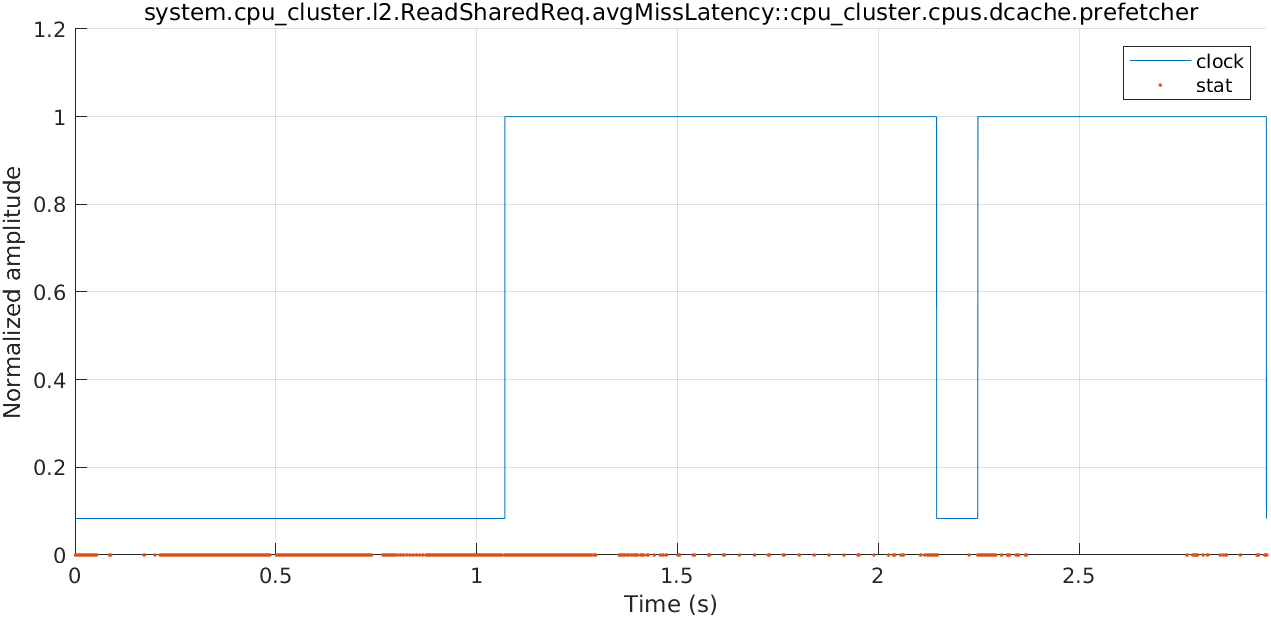 system.cpu_cluster.l2.ReadSharedReq.avgMissLatency::cpu_cluster.cpus.dcache.prefetcher
1.2
1
0.8
0.6
0.4
0.2
0
Normalized amplitude
clock
stat
0 0.5 1 1.5 2 2.5
Time (s)